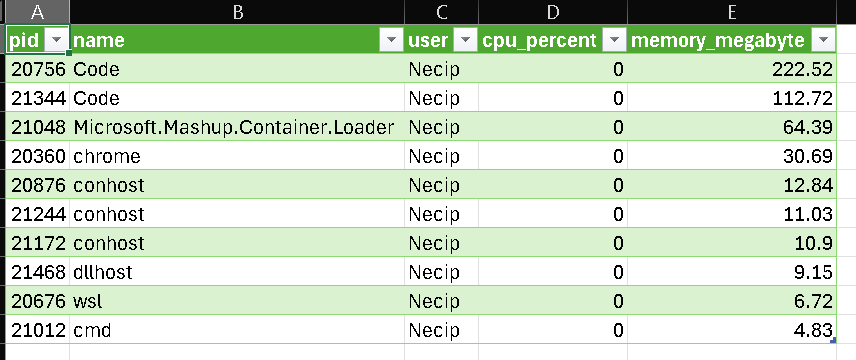 A B C D E
pid name user cpu_percent memory_megabyte
20756 Code Necip 0 222.52
21344 Code Necip 0 112.72
21048 Microsoft.Mashup.Container.Loader Necip 0 64.39
20360 chrome Necip 0 30.69
20876 conhost Necip 0 12.84
21244 conhost Necip 0 11.03
21172 conhost Necip 0 10.9
21468 dllhost Necip 0 9.15
20676 wsl Necip 0 6.72
21012 cmd Necip 0 4.83